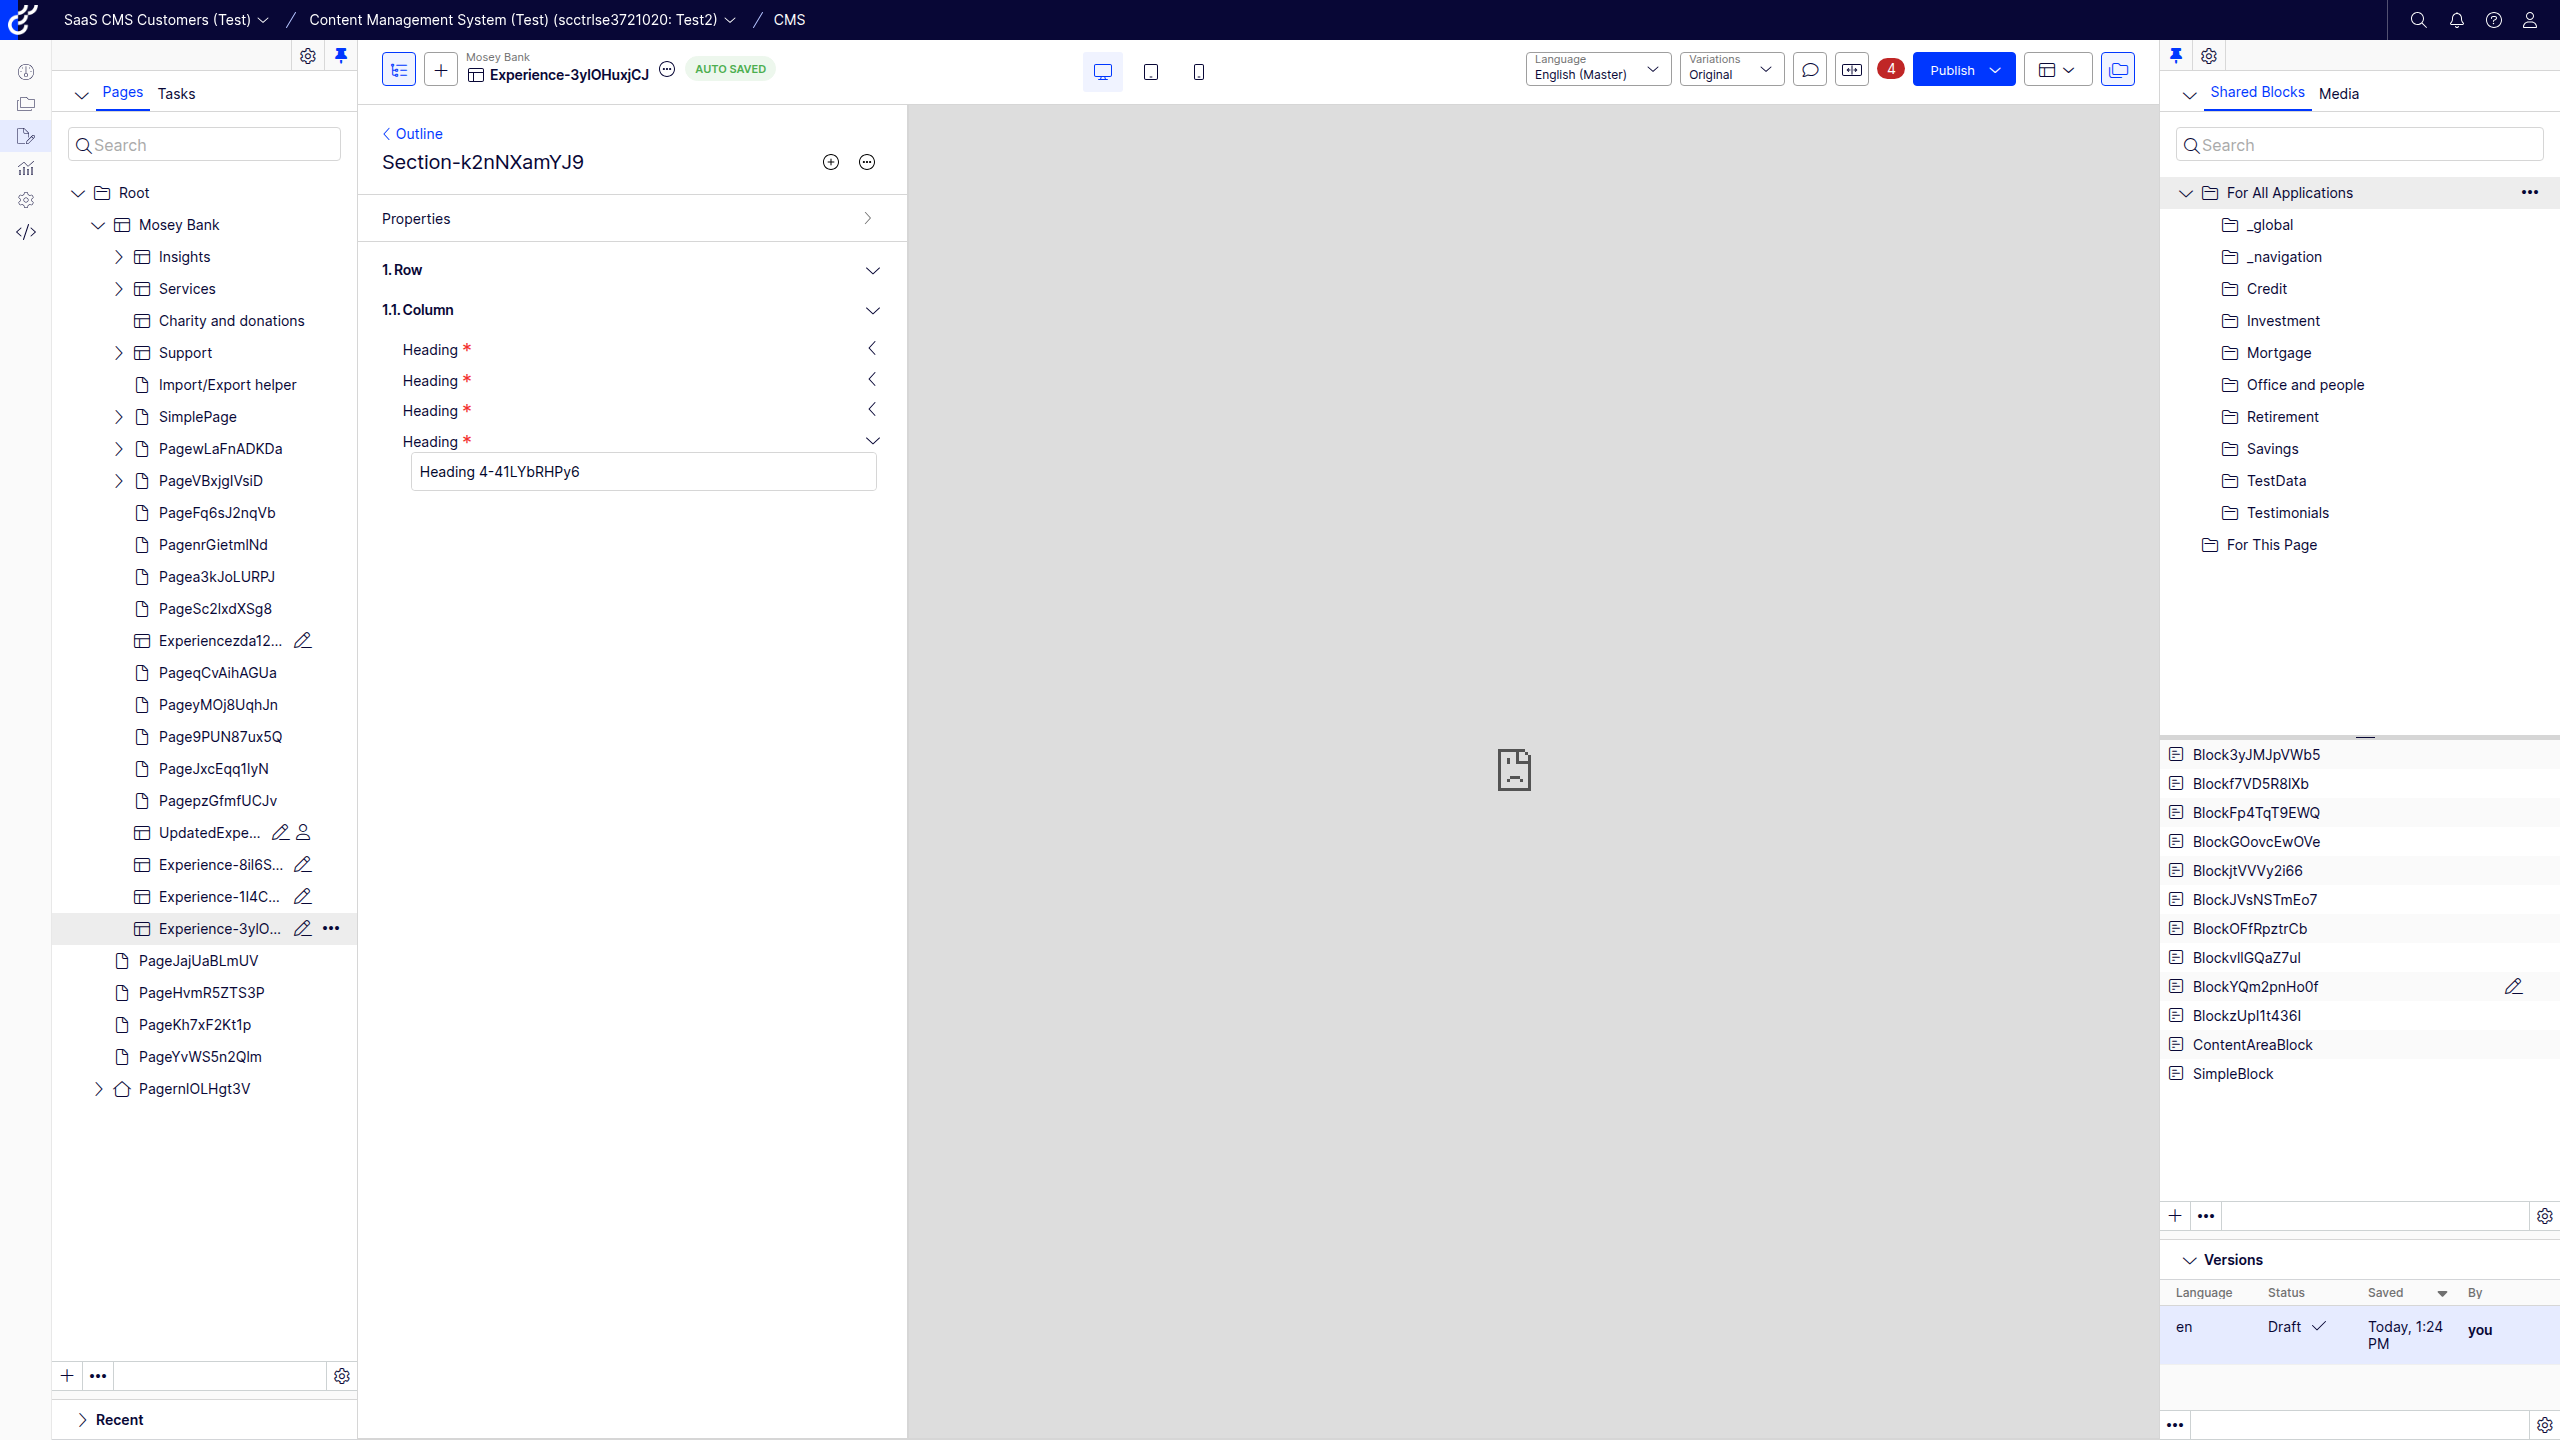 SaaS CMS Customers (Test) / Content Management System (Test) (scctrlse3721020: Test2) / CMS
Pages Tasks
Search
Root
Mosey Bank
Insights
Services
Charity and donations
Support
Import/Export helper
SimplePage
PagewLaFnADKDa
PageVBxjgIVsiD
PageFq6sJ2nqVb
PagenrGietmlNd
Pagea3kJoLURPJ
PageSc2lxdXSg8
Experiencezda12...
PageqCvAihAGUa
PageyMOj8UqhJn
Page9PUN87ux5Q
PageJxcEqq1lyN
PagepzGfmfUCJv
UpdatedExpe...
Experience-8il6S...
Experience-1I4C...
Experience-3ylO...
PageJajUaBLmUV
PageHvmR5ZTS3P
PageKh7xF2Kt1p
PageYvWS5n2Qlm
PagernlOLHgt3V
Recent
Mosey Bank
Experience-3ylOHuxjCJ
AUTO SAVED
Language
English (Master)
Variations
Original
4
Publish
Outline
Section-k2nNXamYJ9
Properties
1. Row
1.1. Column
Heading *
Heading *
Heading *
Heading *
Heading 4-41LYbRHPy6
Shared Blocks Media
Search
For All Applications
_global
_navigation
Credit
Investment
Mortgage
Office and people
Retirement
Savings
TestData
Testimonials
For This Page
Block3yJMJpVWb5
Blockf7VD5R8lXb
BlockFp4TqT9EWQ
BlockGOovcEwOVe
BlockjtVVVy2i66
BlockJVsNSTmEo7
BlockOFfRpztrCb
BlockvllGQaZ7ul
BlockYQm2pnHo0f
BlockzUpI1t436I
ContentAreaBlock
SimpleBlock
Versions
Language Status Saved By
en Draft Today, 1:24 PM you